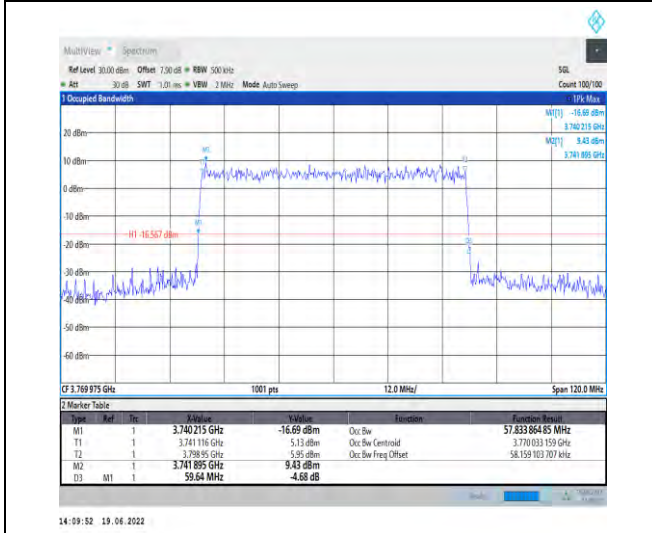 MultiView Spectrum
Ref Level 30.00 dBm Offset 7.90 dB RBW 500 kHz SGL
Att 30 dB SWT 1.01 ms VBW 2 MHz Mode Auto Sweep Count 100/100
1 Occupied Bandwidth 1Pk Max
M1[1] -16.69 dBm
3.740 215 GHz
M2[1] 9.43 dBm
3.741 895 GHz
20 dBm
M2
10 dBm
T2
0 dBm
-10 dBm
M1
H1 -16.567 dBm
-20 dBm
D3
-30 dBm
-40 dBm
-50 dBm
-60 dBm
CF 3.769 975 GHz 1001 pts 12.0 MHz/ Span 120.0 MHz
2 Marker Table
Type Ref Trc X-Value Y-Value Function Function Result
M1 1 3.740 215 GHz -16.69 dBm Occ Bw 57.833 864 85 MHz
T1 1 3.741 116 GHz 5.13 dBm Occ Bw Centroid 3.770 033 159 GHz
T2 1 3.798 95 GHz 5.95 dBm Occ Bw Freq Offset 58.159 103 707 kHz
M2 1 3.741 895 GHz 9.43 dBm
D3 M1 1 59.64 MHz -4.68 dB
14:09:52 19.06.2022